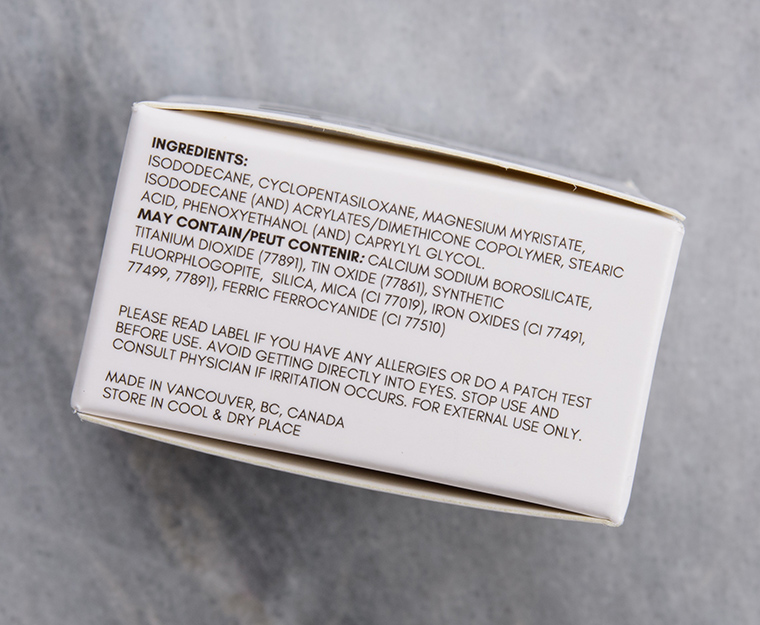 INGREDIENTS:
ISODODECANE, CYCLOPENTASILOXANE, MAGNESIUM MYRISTATE,
ISODODECANE (AND) ACRYLATES/DIMETHICONE COPOLYMER, STEARIC
ACID, PHENOXYETHANOL (AND) CAPRYLYL GLYCOL.
MAY CONTAIN/PEUT CONTENIR: CALCIUM SODIUM BOROSILICATE,
TITANIUM DIOXIDE (77891), TIN OXIDE (77861), SYNTHETIC
FLUORPHLOGOPITE, SILICA, MICA (CI 77019), IRON OXIDES (CI 77491,
77499, 77891), FERRIC FERROCYANIDE (CI 77510)
PLEASE READ LABEL IF YOU HAVE ANY ALLERGIES OR DO A PATCH TEST
BEFORE USE. AVOID GETTING DIRECTLY INTO EYES. STOP USE AND
CONSULT PHYSICIAN IF IRRITATION OCCURS. FOR EXTERNAL USE ONLY.
MADE IN VANCOUVER, BC, CANADA
STORE IN COOL & DRY PLACE